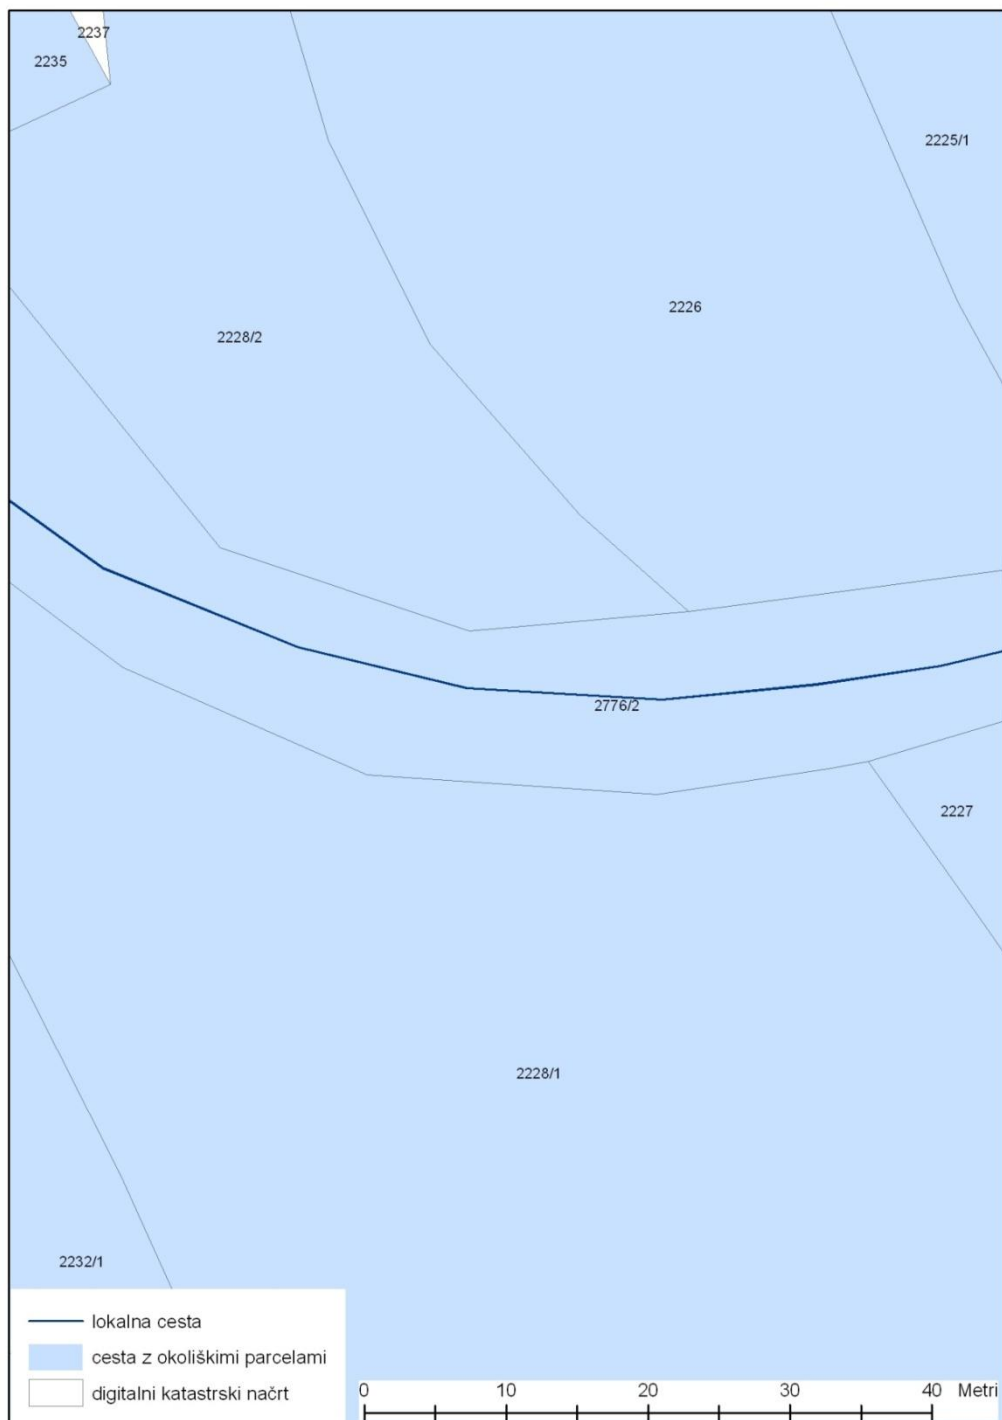 2237
2235
2225/1
2226
2228/2
2776/2
2227
2228/1
2232/1
lokalna cesta
cesta z okoliškimi parcelami
digitalni katastrski načrt
0 10 20 30 40 Metri